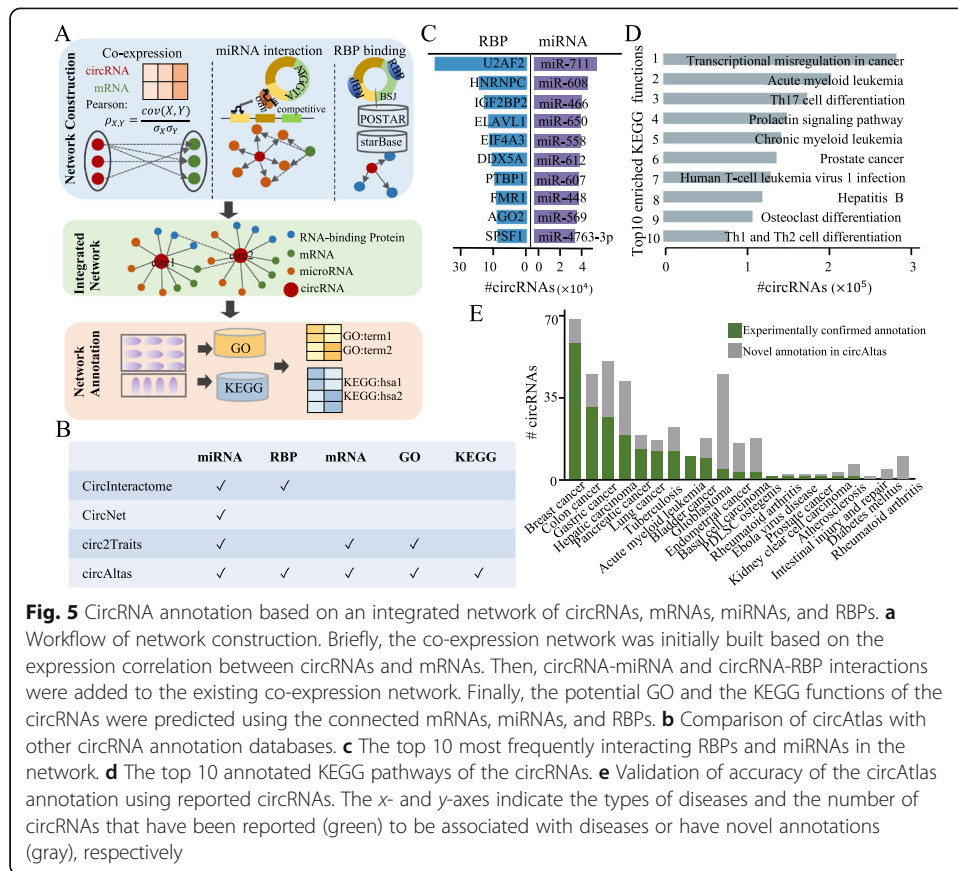 A
Network Construction
Co-expression
circRNA
mRNA
Pearson:
ρX,Y = cov(X,Y) / σXσY
miRNA interaction
AGO
competitive
RBP binding
RBP
RBP
BSJ
POSTAR
starBase
Integrated Network
circ1
circ2
RNA-binding Protein
mRNA
microRNA
circRNA
Network Annotation
GO
KEGG
GO:term1
GO:term2
KEGG:hsa1
KEGG:hsa2
B
miRNA RBP mRNA GO KEGG
CircInteractome ✓ ✓
CircNet ✓
circ2Traits ✓ ✓ ✓
circAltas ✓ ✓ ✓ ✓ ✓
C
RBP miRNA
U2AF2 miR-711
HNRNPC miR-608
IGF2BP2 miR-466
ELAVL1 miR-650
EIF4A3 miR-558
DDX5A miR-612
PTBP1 miR-607
FMR1 miR-448
AGO2 miR-569
SPSF1 miR-4763-3p
30 10 0 0 2 4
#circRNAs (×10⁴)
D
Top10 enriched KEGG functions
1 Transcriptional misregulation in cancer
2 Acute myeloid leukemia
3 Th17 cell differentiation
4 Prolactin signaling pathway
5 Chronic myeloid leukemia
6 Prostate cancer
7 Human T-cell leukemia virus 1 infection
8 Hepatitis B
9 Osteoclast differentiation
10 Th1 and Th2 cell differentiation
0 1 2 3
#circRNAs (×10⁵)
E
# circRNAs
70
35
0
Experimentally confirmed annotation
Novel annotation in circAltas
Breast cancer
Colon cancer
Gastric cancer
Hepatic carcinoma
Pancreatic cancer
Lung cancer
Tuberculosis
Acute myeloid leukemia
Bladder cancer
Glioblastoma
Endometrial cancer
Basal cell carcinoma
PDLSC ostegenis
Rheumatoid arthritis
Ebola virus disease
Prostate cancer
Kidney clear cell carcinoma
Atherosclerosis
Intestinal injury and repair
Diabetes mellitus
Rheumatoid arthritis
Fig. 5 CircRNA annotation based on an integrated network of circRNAs, mRNAs, miRNAs, and RBPs. a
Workflow of network construction. Briefly, the co-expression network was initially built based on the
expression correlation between circRNAs and mRNAs. Then, circRNA-miRNA and circRNA-RBP interactions
were added to the existing co-expression network. Finally, the potential GO and the KEGG functions of the
circRNAs were predicted using the connected mRNAs, miRNAs, and RBPs. b Comparison of circAtlas with
other circRNA annotation databases. c The top 10 most frequently interacting RBPs and miRNAs in the
network. d The top 10 annotated KEGG pathways of the circRNAs. e Validation of accuracy of the circAtlas
annotation using reported circRNAs. The x- and y-axes indicate the types of diseases and the number of
circRNAs that have been reported (green) to be associated with diseases or have novel annotations
(gray), respectively